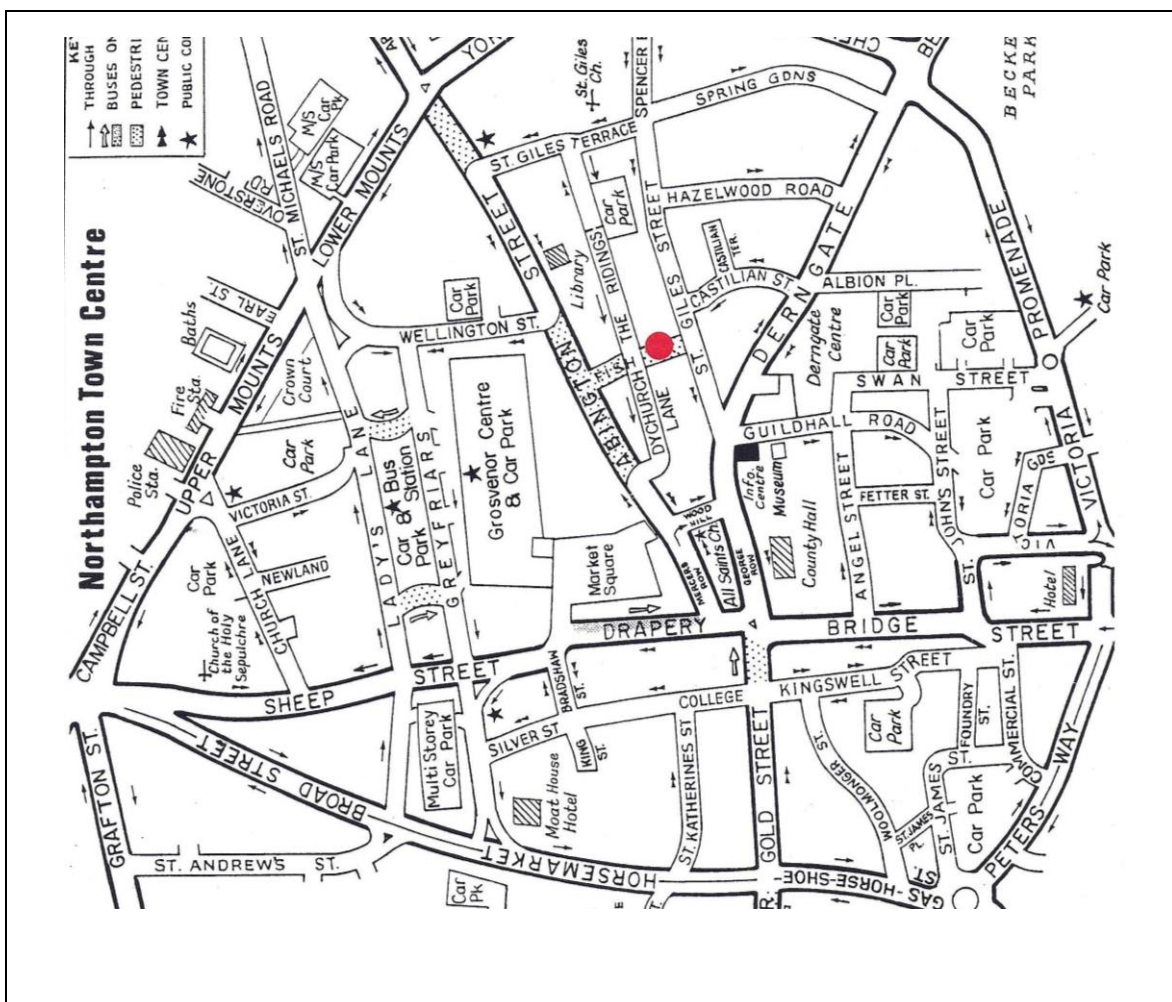 Northampton Town Centre
THROUGH
BUSES ON
PEDESTRI
TOWN CEN
PUBLIC CO
ST. MICHAELS ROAD
M/S
Car
Pk
M/S
Car Park
OVERSTONE
RD
LOWER MOUNTS
YOR
St. Giles
Ch.
SPENCER
SPRING GDNS
CHE
BE
BECKE
PARK
ST. GILES TERRACE
HAZELWOOD ROAD
Car
Park
THE RIDINGS
ST. GILES STREET
CASTILIAN
TER.
CASTILIAN ST.
DERNGATE
ALBION PL.
PROMENADE
Car Park
EARL ST.
Baths
Fire
Sta.
Police
Sta.
UPPER MOUNTS
Crown
Court
Car
Park
WELLINGTON ST.
Car
Park
Library
ABINGTON STREET
FISH
DYCHURCH
LANE
Derngate
Centre
Car
Park
Car
Park
Car
Park
SWAN STREET
GUILDHALL ROAD
CAMPBELL ST.
Car
Park
VICTORIA ST.
LADY'S LANE
Bus
Station
Car &
Park
GREYFRIARS
Grosvenor Centre
& Car Park
Info.
Centre
Museum
County Hall
ANGEL STREET
FETTER ST.
ST. JOHN'S STREET
Car Park
VICTORIA GDE
VICTORIA
Church of
the Holy
Sepulchre
CHURCH LANE
NEWLAND
Market
Square
WOOD
HILL
MERCERS
ROW
All Saints Ch.
GEORGE
ROW
VIC
Hotel
SHEEP STREET
DRAPERY
BRIDGE STREET
GRAFTON ST.
BROAD STREET
Multi Storey
Car Park
SILVER ST
BRADSHAW
ST.
KING
ST.
COLLEGE
KINGSWELL STREET
Car
Park
FOUNDRY
ST.
COMMERCIAL ST.
Moat House
Hotel
ST. KATHERINES ST
GOLD STREET
WOOLMONGER ST.
ST. JAMES
PL.
ST. JAMES ST.
Car Park
ST. PETERS WAY
ST. ANDREW'S ST.
HORSEMARKET
HORSE-SHOE
GAS
Car
Pk